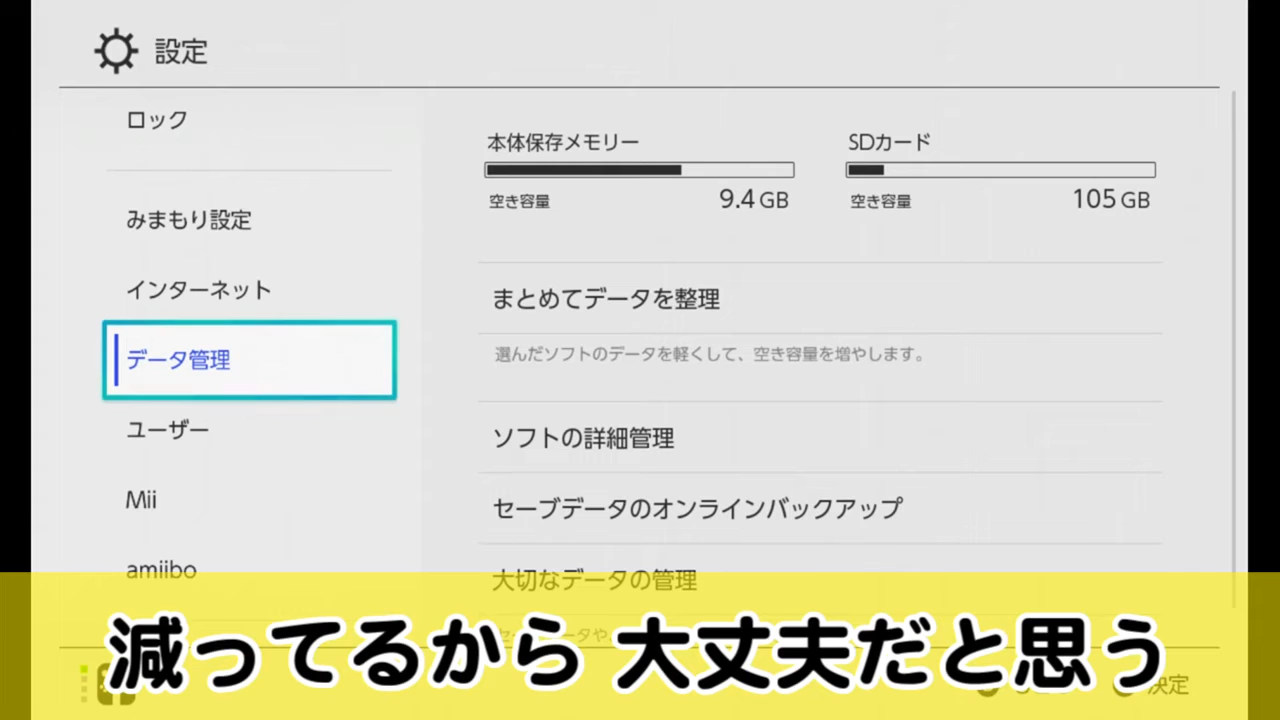 設定
ロック
みまもり設定
インターネット
データ管理
ユーザー
Mii
amiibo
本体保存メモリー
空き容量 9.4 GB
SDカード
空き容量 105 GB
まとめてデータを整理
選んだソフトのデータを軽くして、空き容量を増やします。
ソフトの詳細管理
セーブデータのオンラインバックアップ
大切なデータの管理
減ってるから 大丈夫だと思う
決定